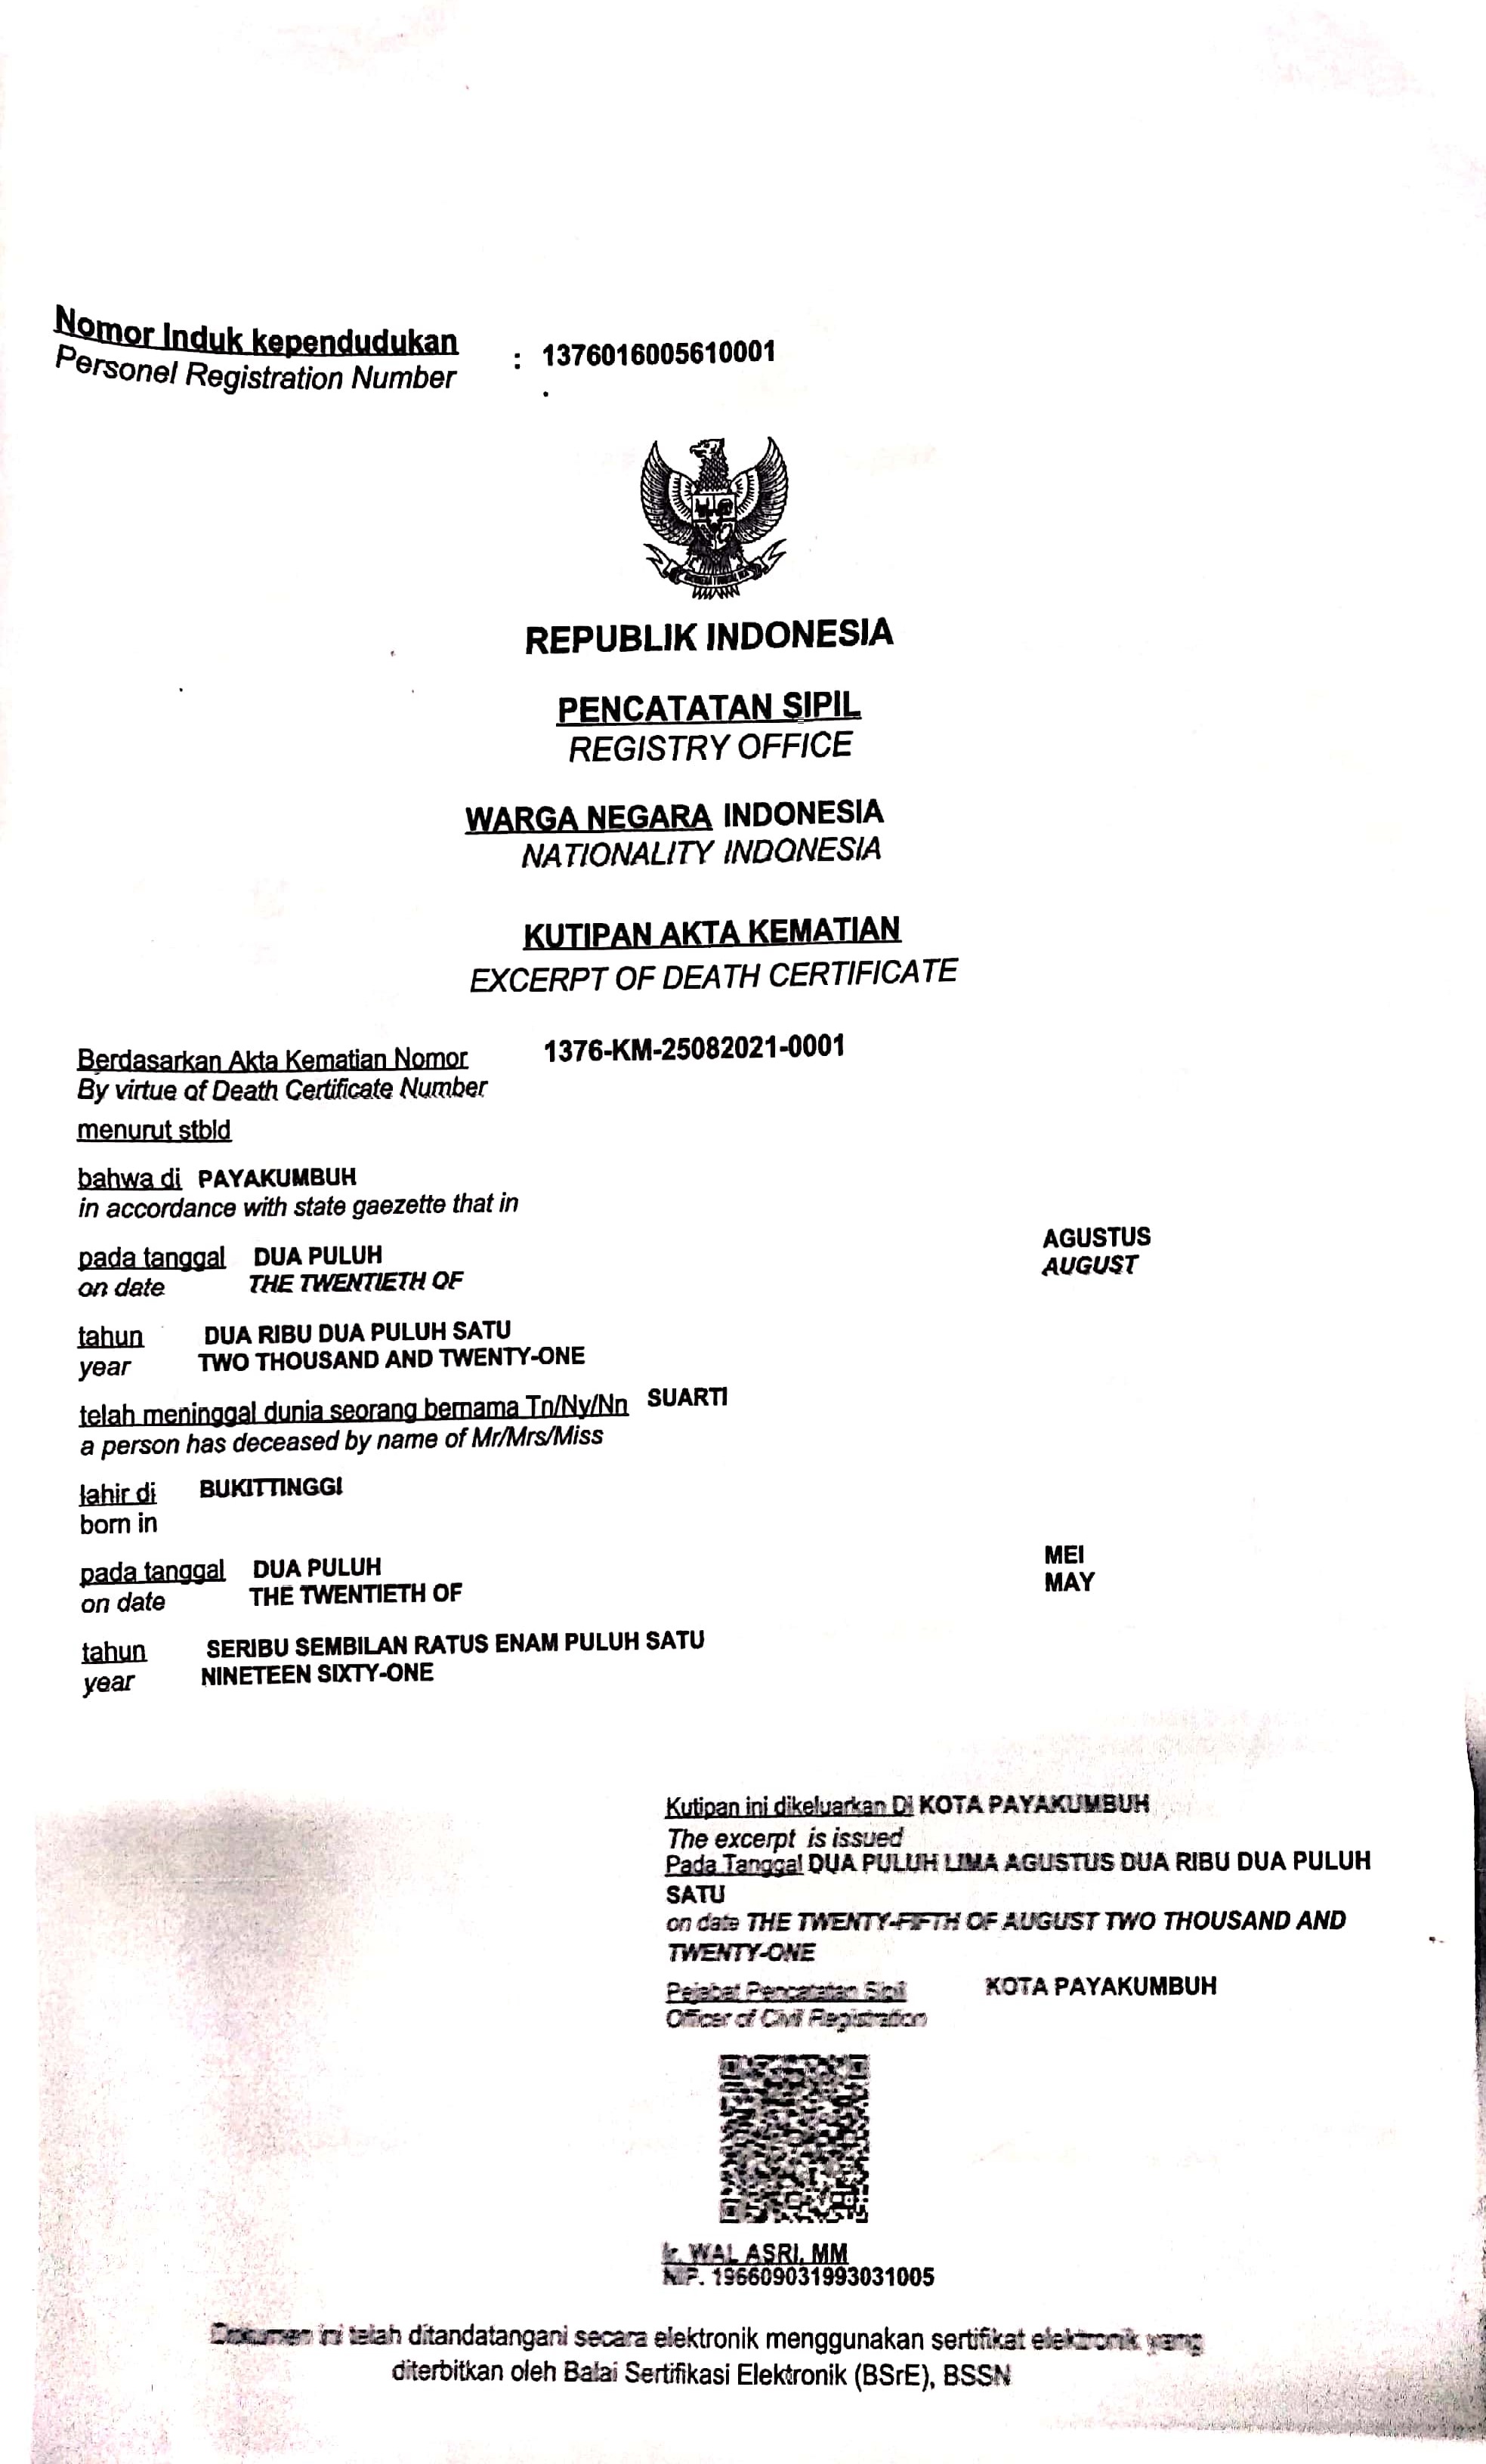 Nomor Induk kependudukan : 1376016005610001
Personel Registration Number
REPUBLIK INDONESIA
PENCATATAN SIPIL
REGISTRY OFFICE
WARGA NEGARA INDONESIA
NATIONALITY INDONESIA
KUTIPAN AKTA KEMATIAN
EXCERPT OF DEATH CERTIFICATE
Berdasarkan Akta Kematian Nomor 1376-KM-25082021-0001
By virtue of Death Certificate Number
menurut stbld
bahwa di PAYAKUMBUH
in accordance with state gaezette that in
pada tanggal DUA PULUH AGUSTUS
on date THE TWENTIETH OF AUGUST
tahun DUA RIBU DUA PULUH SATU
year TWO THOUSAND AND TWENTY-ONE
telah meninggal dunia seorang bernama Tn/Ny/Nn SUARTI
a person has deceased by name of Mr/Mrs/Miss
lahir di BUKITTINGGI
born in
pada tanggal DUA PULUH MEI
on date THE TWENTIETH OF MAY
tahun SERIBU SEMBILAN RATUS ENAM PULUH SATU
year NINETEEN SIXTY-ONE
Kutipan ini dikeluarkan Di KOTA PAYAKUMBUH
The excerpt is issued
Pada Tanggal DUA PULUH LIMA AGUSTUS DUA RIBU DUA PULUH
SATU
on date THE TWENTY-FIFTH OF AUGUST TWO THOUSAND AND
TWENTY-ONE
Pejabat Pencatatan Sipil KOTA PAYAKUMBUH
Officer of Civil Registration
Ir. WAL ASRI, MM
NIP. 196609031993031005
Dokumen ini telah ditandatangani secara elektronik menggunakan sertifikat elektronik yang
diterbitkan oleh Balai Sertifikasi Elektronik (BSrE), BSSN